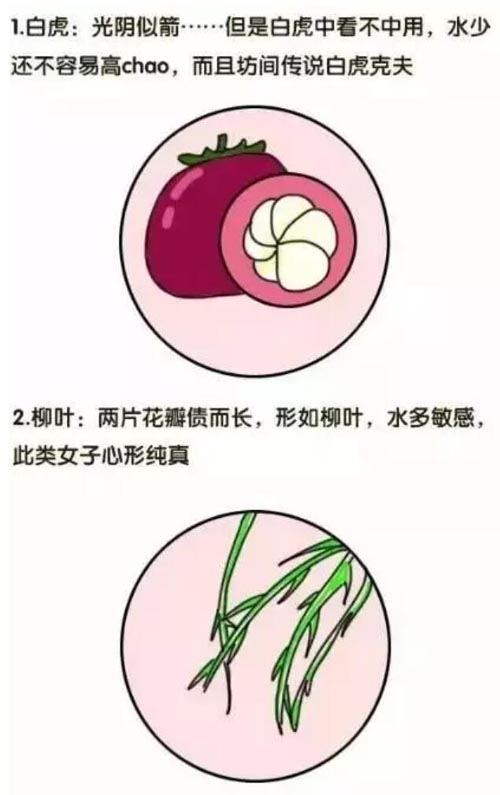 1.白虎：光阴似箭……但是白虎中看不中用，水少
还不容易高chao，而且坊间传说白虎克夫
2.柳叶：两片花瓣债而长，形如柳叶，水多敏感，
此类女子心形纯真